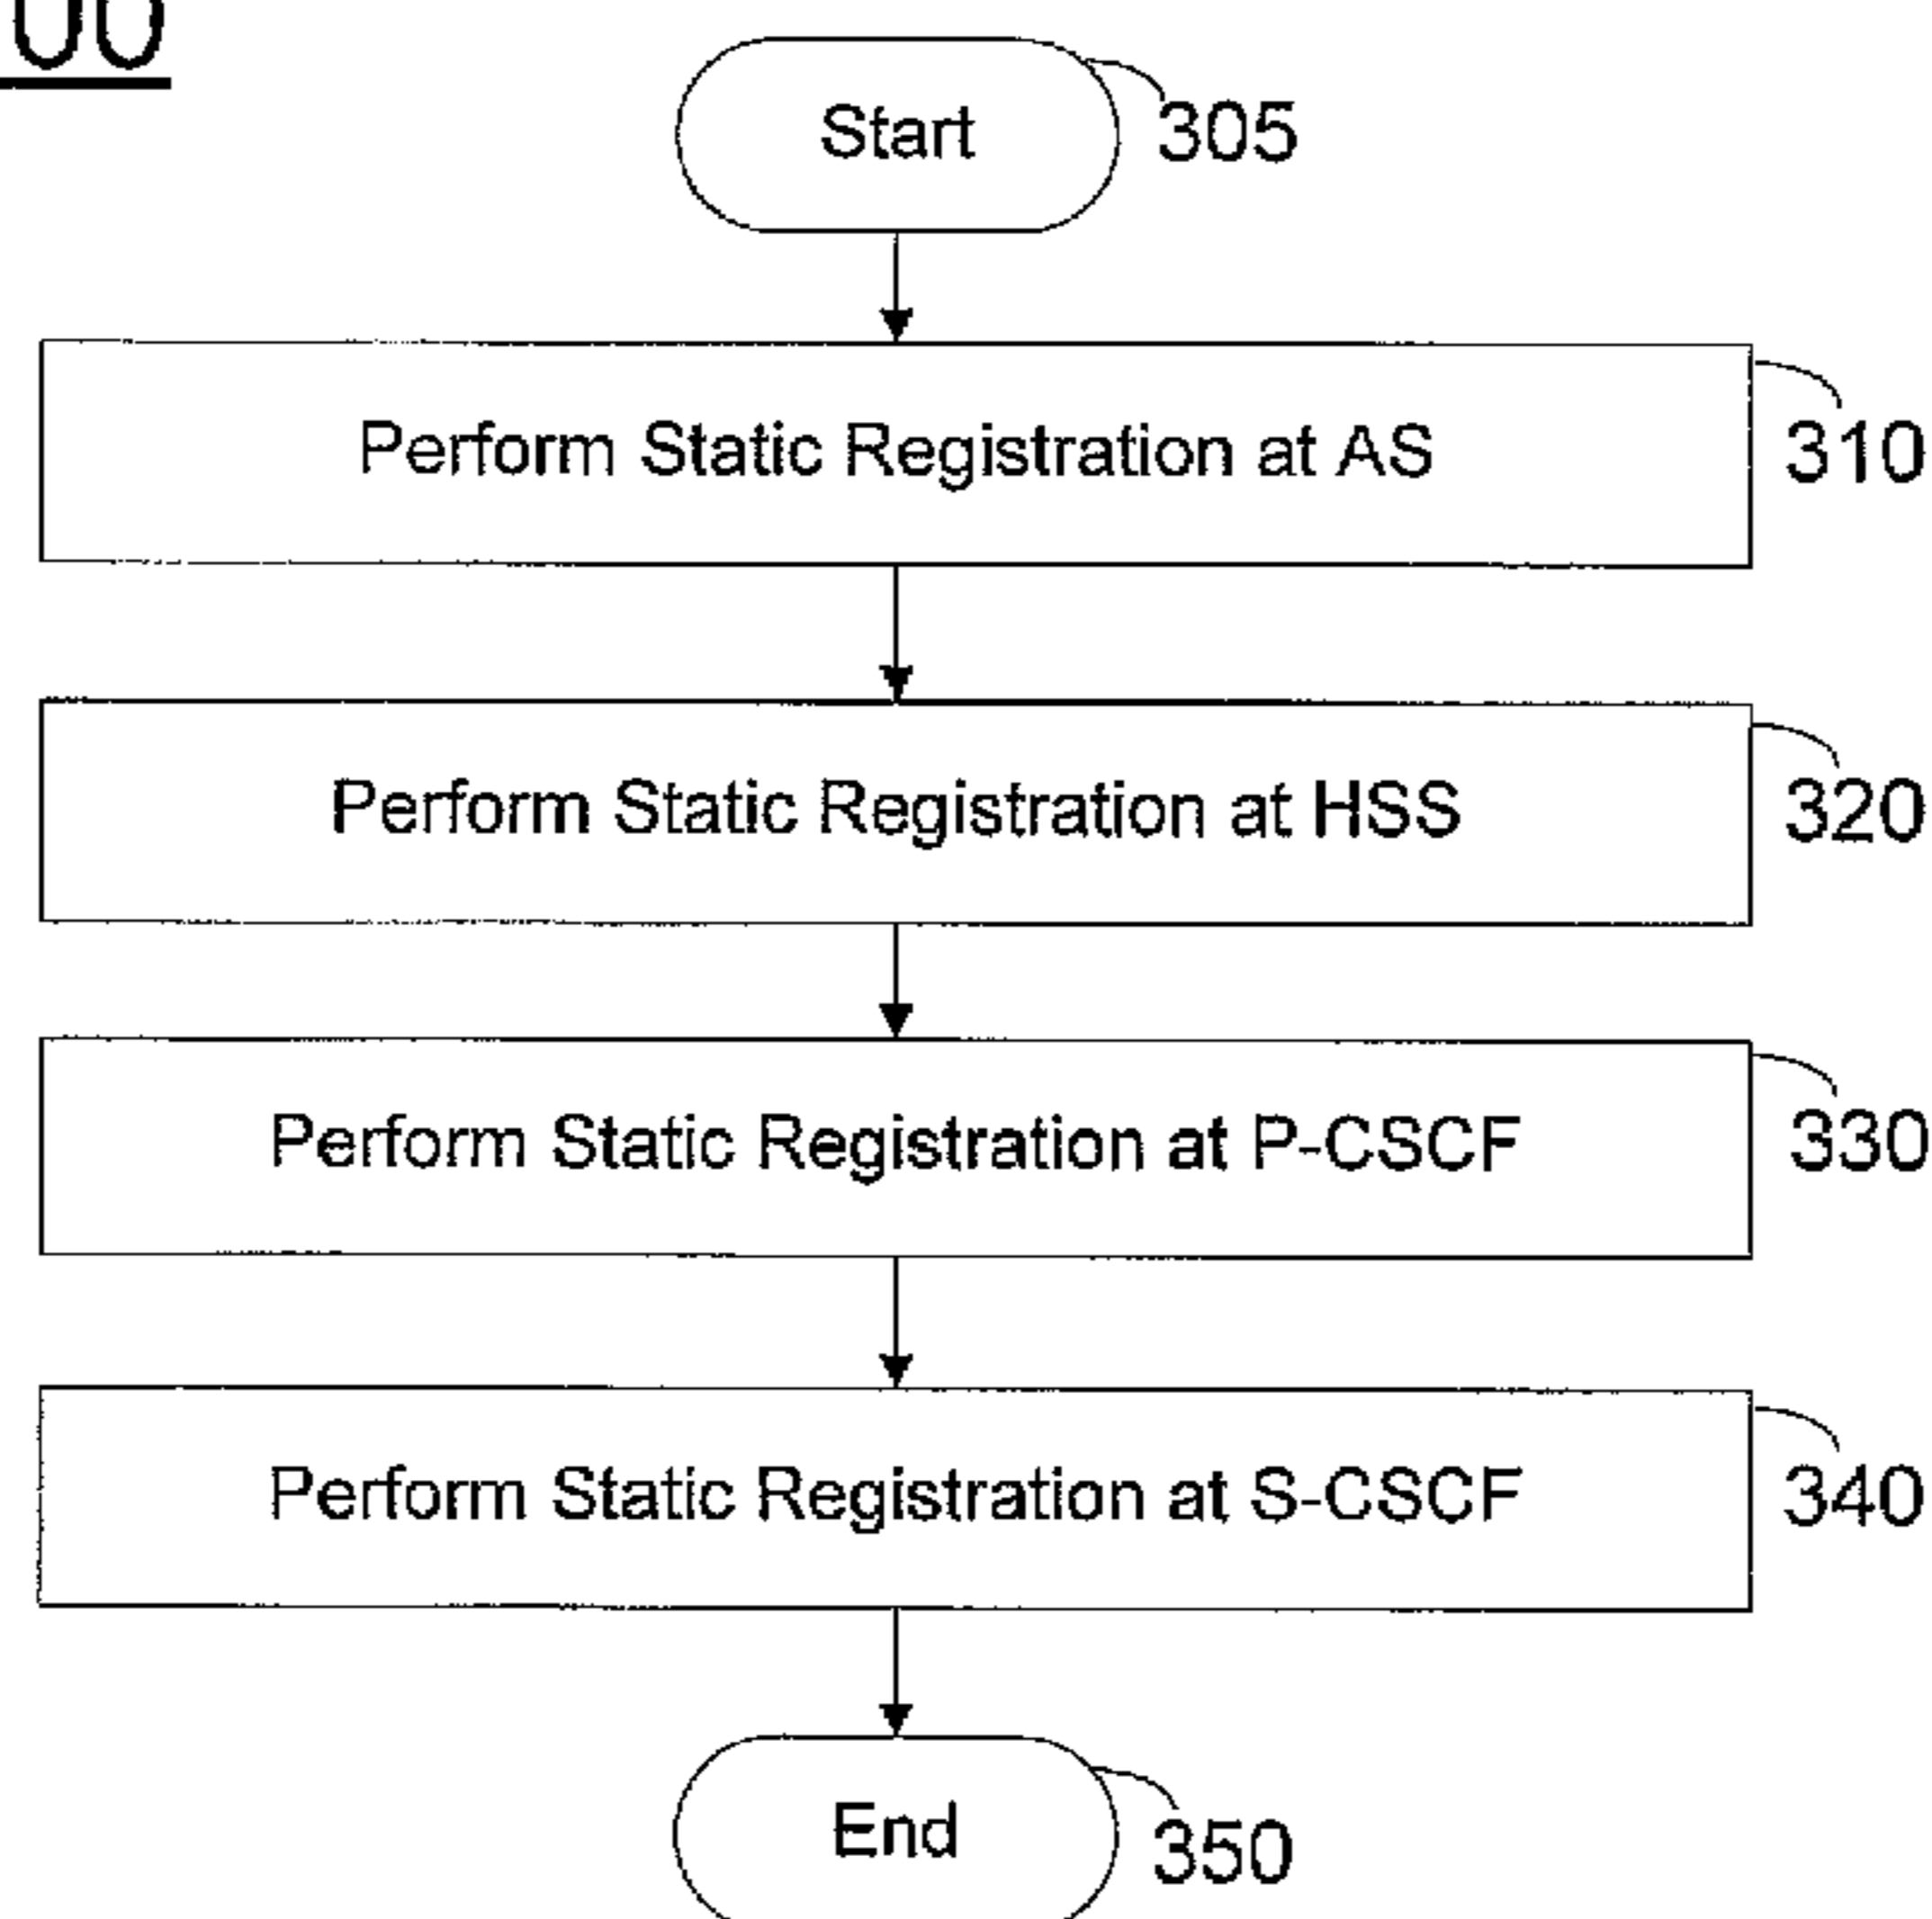 00
Start
305
Perform Static Registration at AS
310
Perform Static Registration at HSS
320
Perform Static Registration at P-CSCF
330
Perform Static Registration at S-CSCF
340
End
350